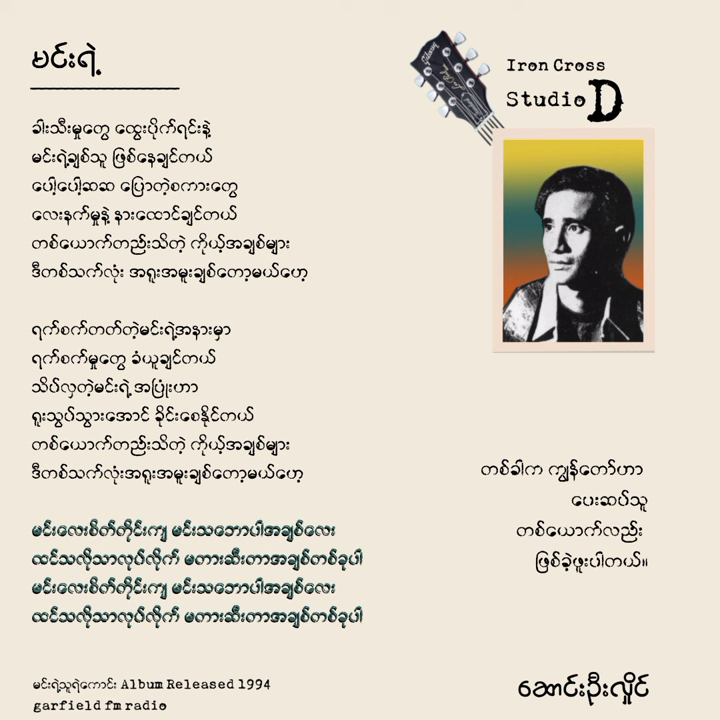 မင်းရဲ့
ခါးသီးမှုတွေ ထွေးပိုက်ရင်းနဲ့
မင်းရဲ့ချစ်သူ ဖြစ်နေချင်တယ်
ပေါ့ပေါ့ဆဆ ပြောတဲ့စကားတွေ
လေးနက်မှုနဲ့ နားထောင်ချင်တယ်
တစ်ယောက်တည်းသိတဲ့ ကိုယ့်အချစ်များ
ဒီတစ်သက်လုံး အရူးအမူးချစ်တော့မယ်ဟေ့
ရက်စက်တတ်တဲ့မင်းရဲ့အနားမှာ
ရက်စက်မှုတွေ ခံယူချင်တယ်
သိပ်လှတဲ့မင်းရဲ့ အပြုံးဟာ
ရူးသွပ်သွားအောင် ခိုင်းစေနိုင်တယ်
တစ်ယောက်တည်းသိတဲ့ ကိုယ့်အချစ်များ
ဒီတစ်သက်လုံးအရူးအမူးချစ်တော့မယ်ဟေ့
မင်းလေးစိတ်တိုင်းကျ မင်းသဘောပါအချစ်လေး
ထင်သလိုသာလုပ်လိုက် မတားဆီးတာအချစ်တစ်ခုပါ
မင်းလေးစိတ်တိုင်းကျ မင်းသဘောပါအချစ်လေး
ထင်သလိုသာလုပ်လိုက် မတားဆီးတာအချစ်တစ်ခုပါ
မင်းရဲ့သူရဲကောင်း Album Released 1994
garfield fm radio
Gibson
Iron Cross
Studio D
တစ်ခါက ကျွန်တော်ဟာ
ပေးဆပ်သူ
တစ်ယောက်လည်း
ဖြစ်ခဲ့ဖူးပါတယ်။
ဆောင်းဦးလှိုင်